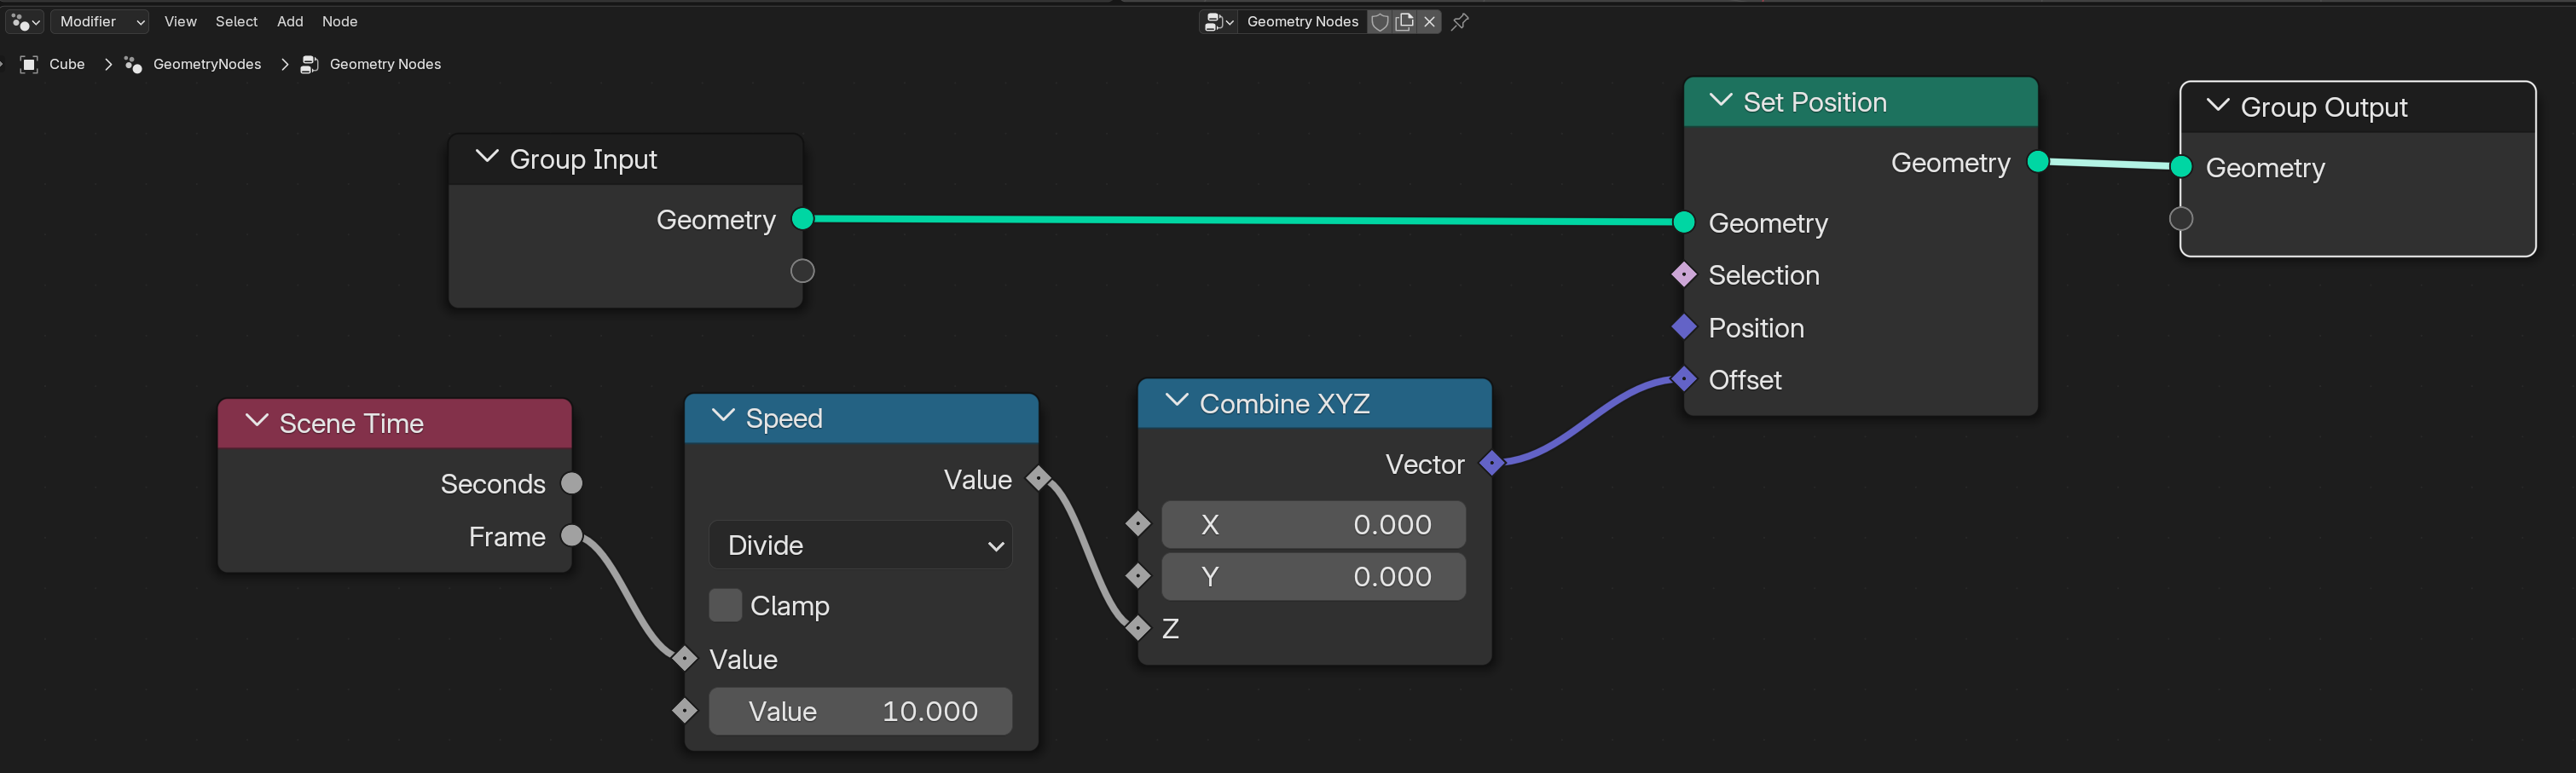 Modifier View Select Add Node Geometry Nodes
Cube GeometryNodes Geometry Nodes
Group Input
Geometry
Set Position
Geometry
Geometry
Selection
Position
Offset
Group Output
Geometry
Scene Time
Seconds
Frame
Speed
Value
Divide
Clamp
Value
Value 10.000
Combine XYZ
Vector
X 0.000
Y 0.000
Z